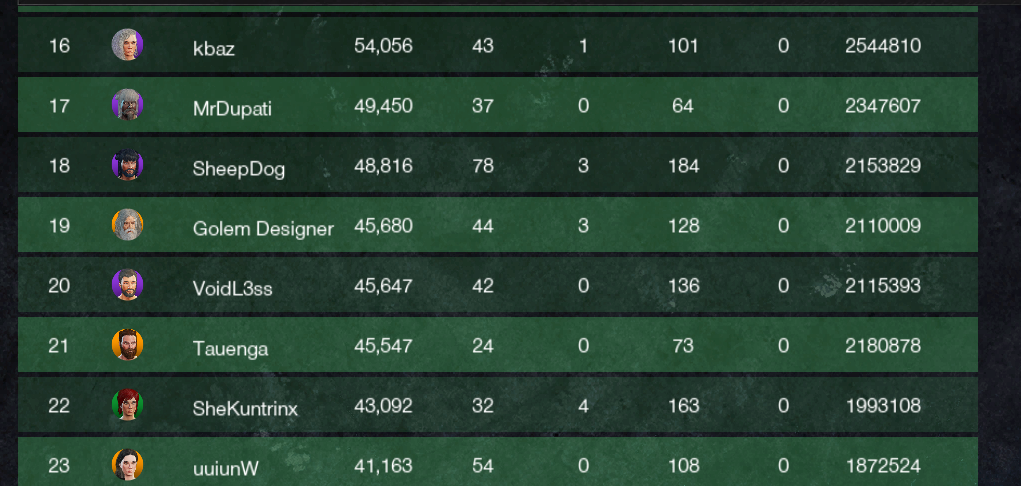 16 kbaz 54,056 43 1 101 0 2544810
17 MrDupati 49,450 37 0 64 0 2347607
18 SheepDog 48,816 78 3 184 0 2153829
19 Golem Designer 45,680 44 3 128 0 2110009
20 VoidL3ss 45,647 42 0 136 0 2115393
21 Tauenga 45,547 24 0 73 0 2180878
22 SheKuntrinx 43,092 32 4 163 0 1993108
23 uuiunW 41,163 54 0 108 0 1872524